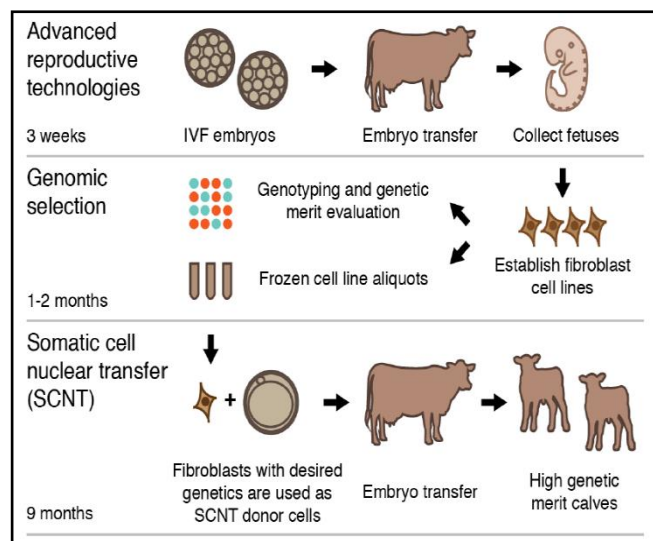 Advanced
reproductive
technologies
3 weeks
IVF embryos
Embryo transfer
Collect fetuses
Genomic
selection
1-2 months
Genotyping and genetic
merit evaluation
Frozen cell line aliquots
Establish fibroblast
cell lines
Somatic cell
nuclear transfer
(SCNT)
9 months
+
Fibroblasts with desired
genetics are used as
SCNT donor cells
Embryo transfer
High genetic
merit calves